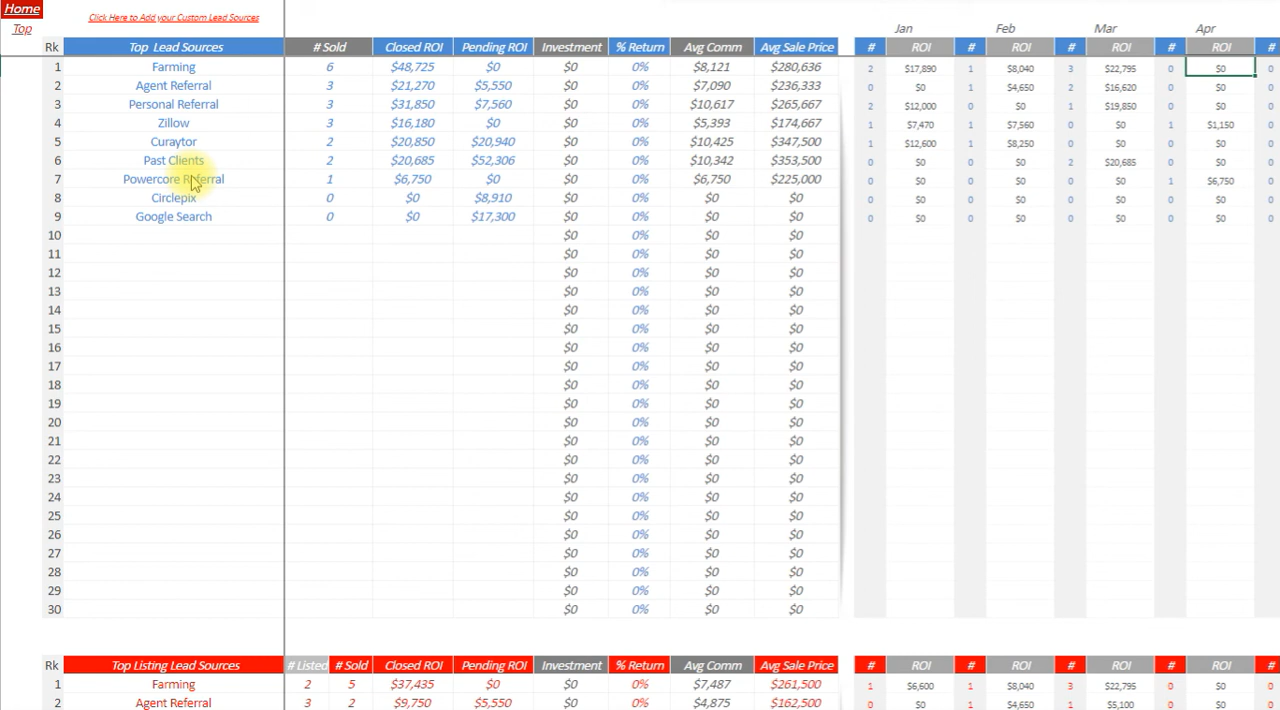 Home
Click Here to Add your Custom Lead Sources
Top
Jan Feb Mar Apr
Rk Top Lead Sources # Sold Closed ROI Pending ROI Investment % Return Avg Comm Avg Sale Price # ROI # ROI # ROI # ROI #
1 Farming 6 $48,725 $0 $0 0% $8,121 $280,636 2 $17,890 1 $8,040 3 $22,795 0 $0 0
2 Agent Referral 3 $21,270 $5,550 $0 0% $7,090 $236,333 0 $0 1 $4,650 2 $16,620 0 $0 0
3 Personal Referral 3 $31,850 $7,560 $0 0% $10,617 $265,667 2 $12,000 0 $0 1 $19,850 0 $0 0
4 Zillow 3 $16,180 $0 $0 0% $5,393 $174,667 1 $7,470 1 $7,560 0 $0 1 $1,150 0
5 Curaytor 2 $20,850 $20,940 $0 0% $10,425 $347,500 1 $12,600 1 $8,250 0 $0 0 $0 0
6 Past Clients 2 $20,685 $52,306 $0 0% $10,342 $353,500 0 $0 0 $0 2 $20,685 0 $0 0
7 Powercore Referral 1 $6,750 $0 $0 0% $6,750 $225,000 0 $0 0 $0 0 $0 1 $6,750 0
8 Circlepix 0 $0 $8,910 $0 0% $0 $0 0 $0 0 $0 0 $0 0 $0 0
9 Google Search 0 $0 $17,300 $0 0% $0 $0 0 $0 0 $0 0 $0 0 $0 0
10 $0 0% $0 $0
11 $0 0% $0 $0
12 $0 0% $0 $0
13 $0 0% $0 $0
14 $0 0% $0 $0
15 $0 0% $0 $0
16 $0 0% $0 $0
17 $0 0% $0 $0
18 $0 0% $0 $0
19 $0 0% $0 $0
20 $0 0% $0 $0
21 $0 0% $0 $0
22 $0 0% $0 $0
23 $0 0% $0 $0
24 $0 0% $0 $0
25 $0 0% $0 $0
26 $0 0% $0 $0
27 $0 0% $0 $0
28 $0 0% $0 $0
29 $0 0% $0 $0
30 $0 0% $0 $0
Rk Top Listing Lead Sources # Listed # Sold Closed ROI Pending ROI Investment % Return Avg Comm Avg Sale Price # ROI # ROI # ROI # ROI #
1 Farming 2 5 $37,435 $0 $0 0% $7,487 $261,500 1 $6,600 1 $8,040 3 $22,795 0 $0 0
2 Agent Referral 3 2 $9,750 $5,550 $0 0% $4,875 $162,500 0 $0 1 $4,650 1 $5,100 0 $0 0